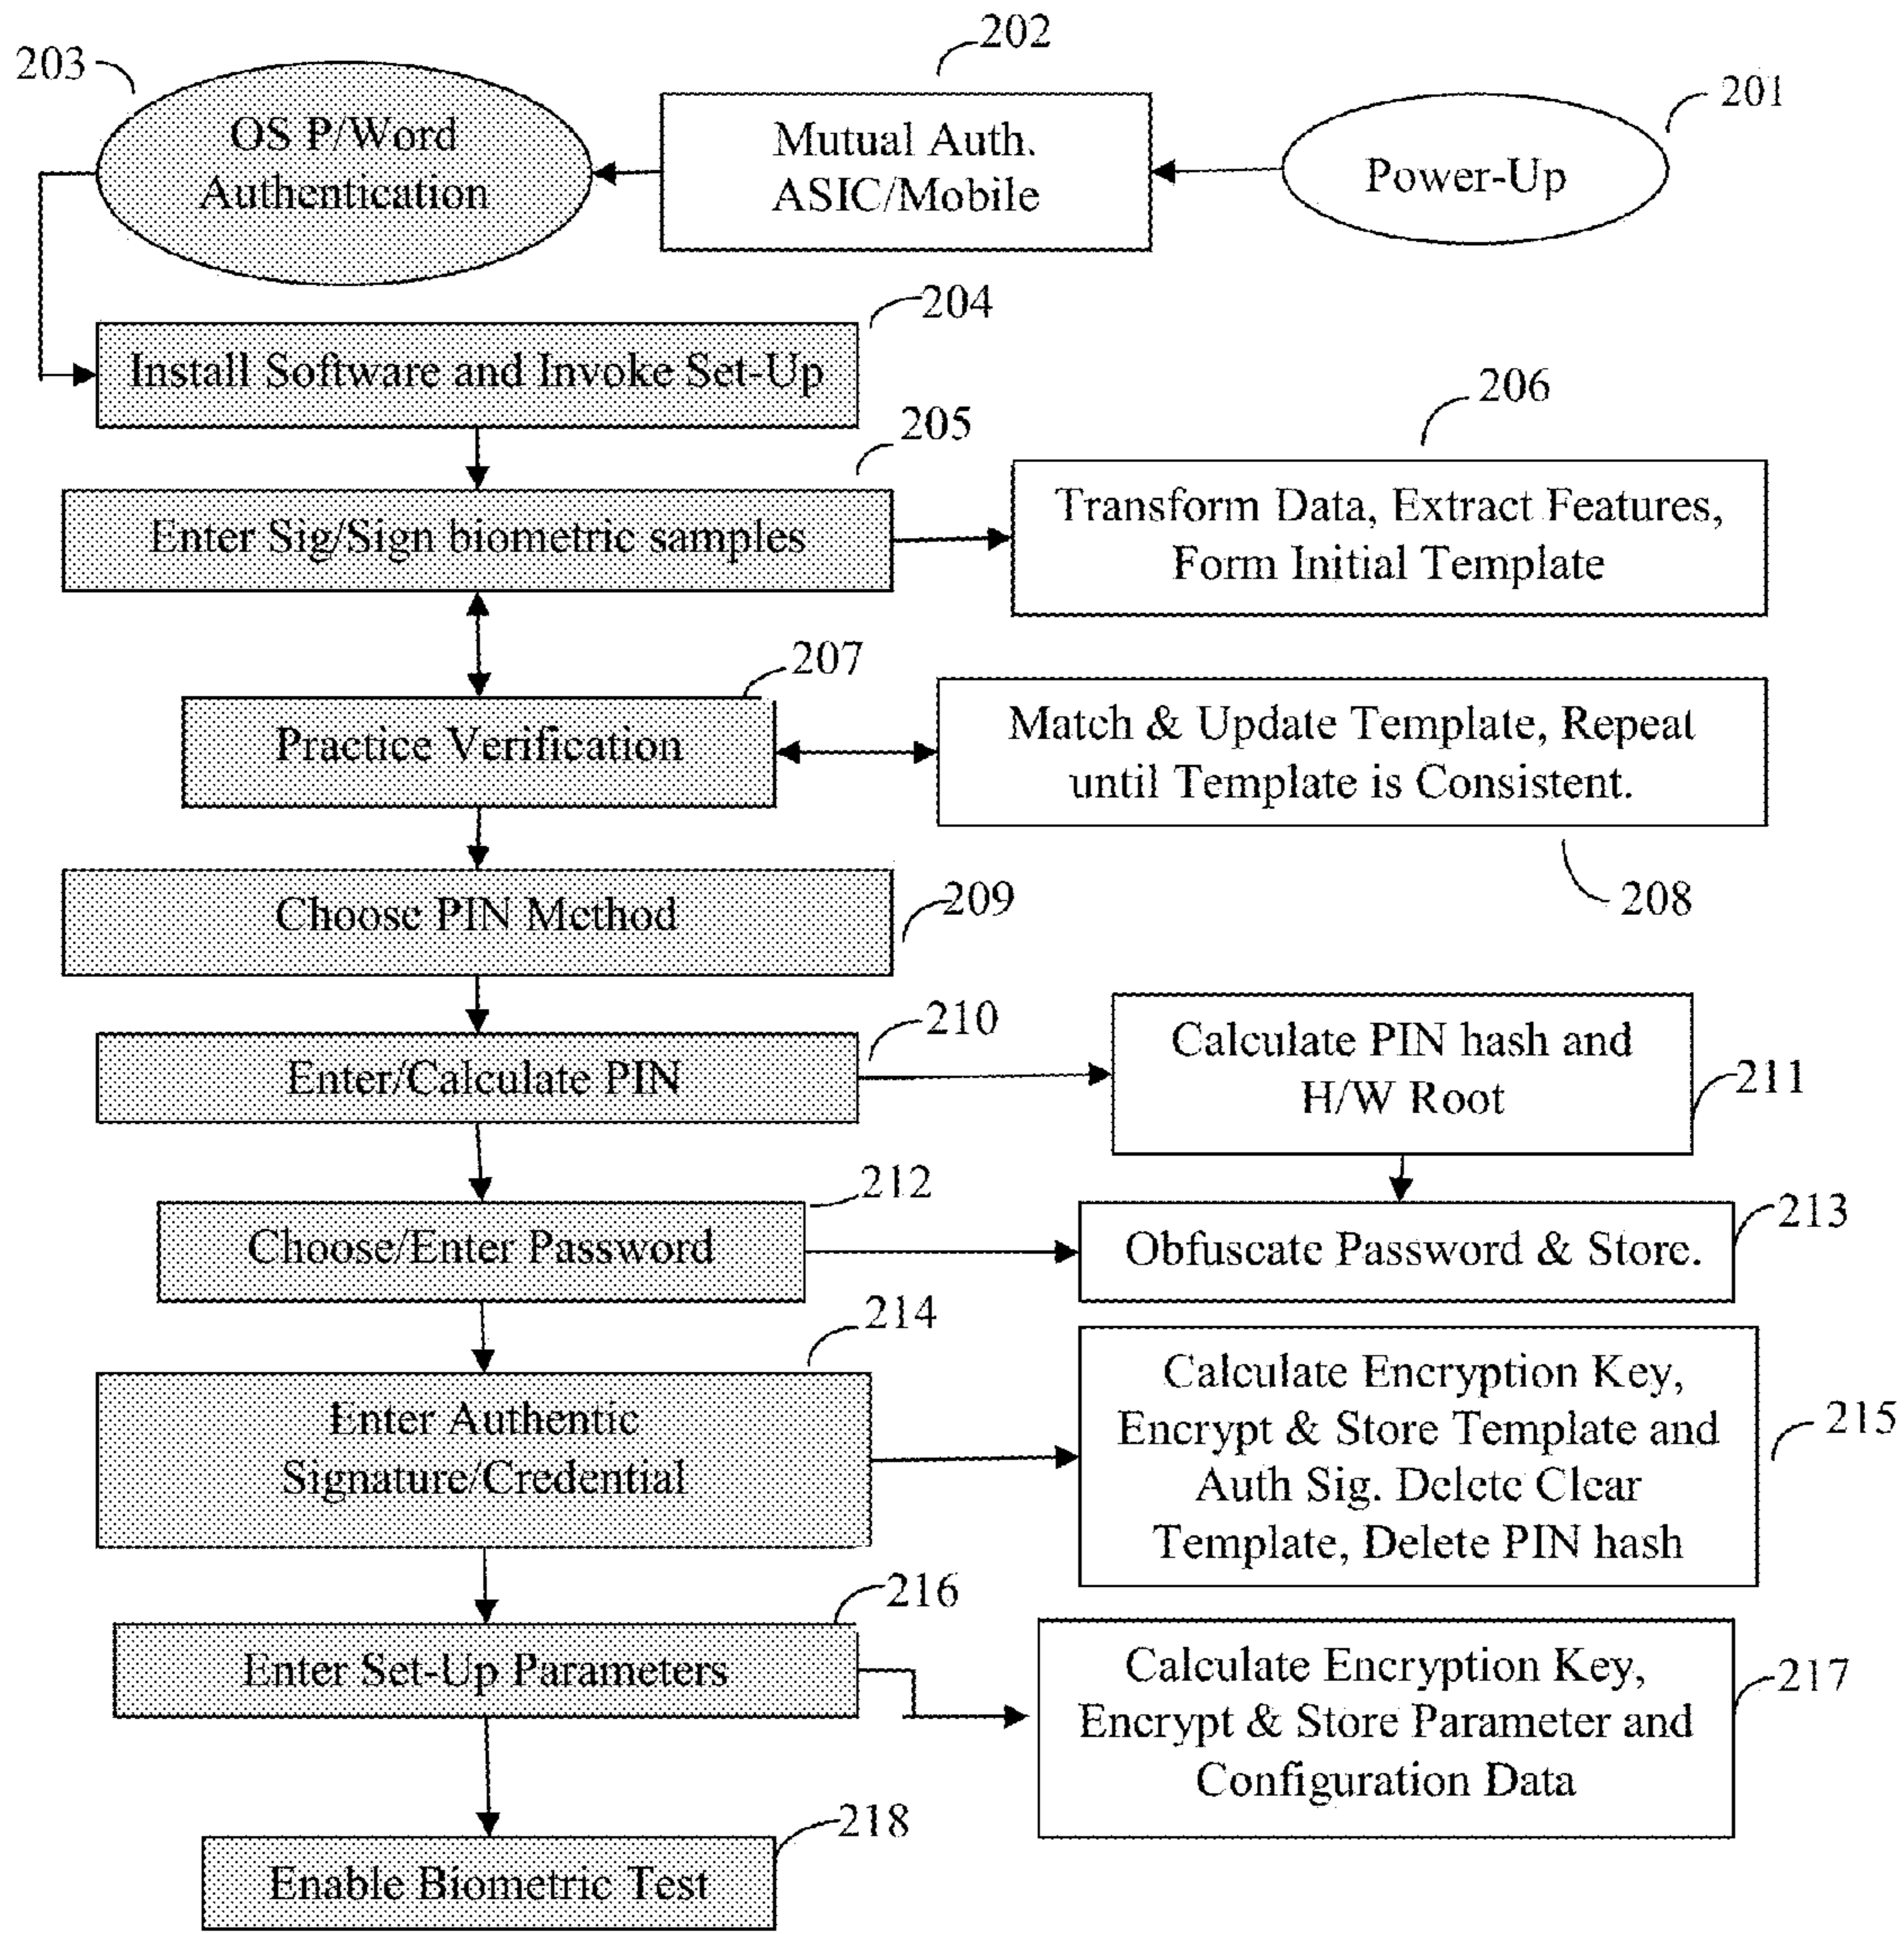 202
203
201
OS P/Word
Authentication
Mutual Auth.
ASIC/Mobile
Power-Up
204
Install Software and Invoke Set-Up
205
206
Enter Sig/Sign biometric samples
Transform Data, Extract Features,
Form Initial Template
207
Practice Verification
Match & Update Template, Repeat
until Template is Consistent.
208
Choose PIN Method
209
210
Enter/Calculate PIN
Calculate PIN hash and
H/W Root
211
212
Choose/Enter Password
Obfuscate Password & Store.
213
214
Enter Authentic
Signature/Credential
Calculate Encryption Key,
Encrypt & Store Template and
Auth Sig. Delete Clear
Template, Delete PIN hash
215
216
Enter Set-Up Parameters
Calculate Encryption Key,
Encrypt & Store Parameter and
Configuration Data
217
218
Enable Biometric Test